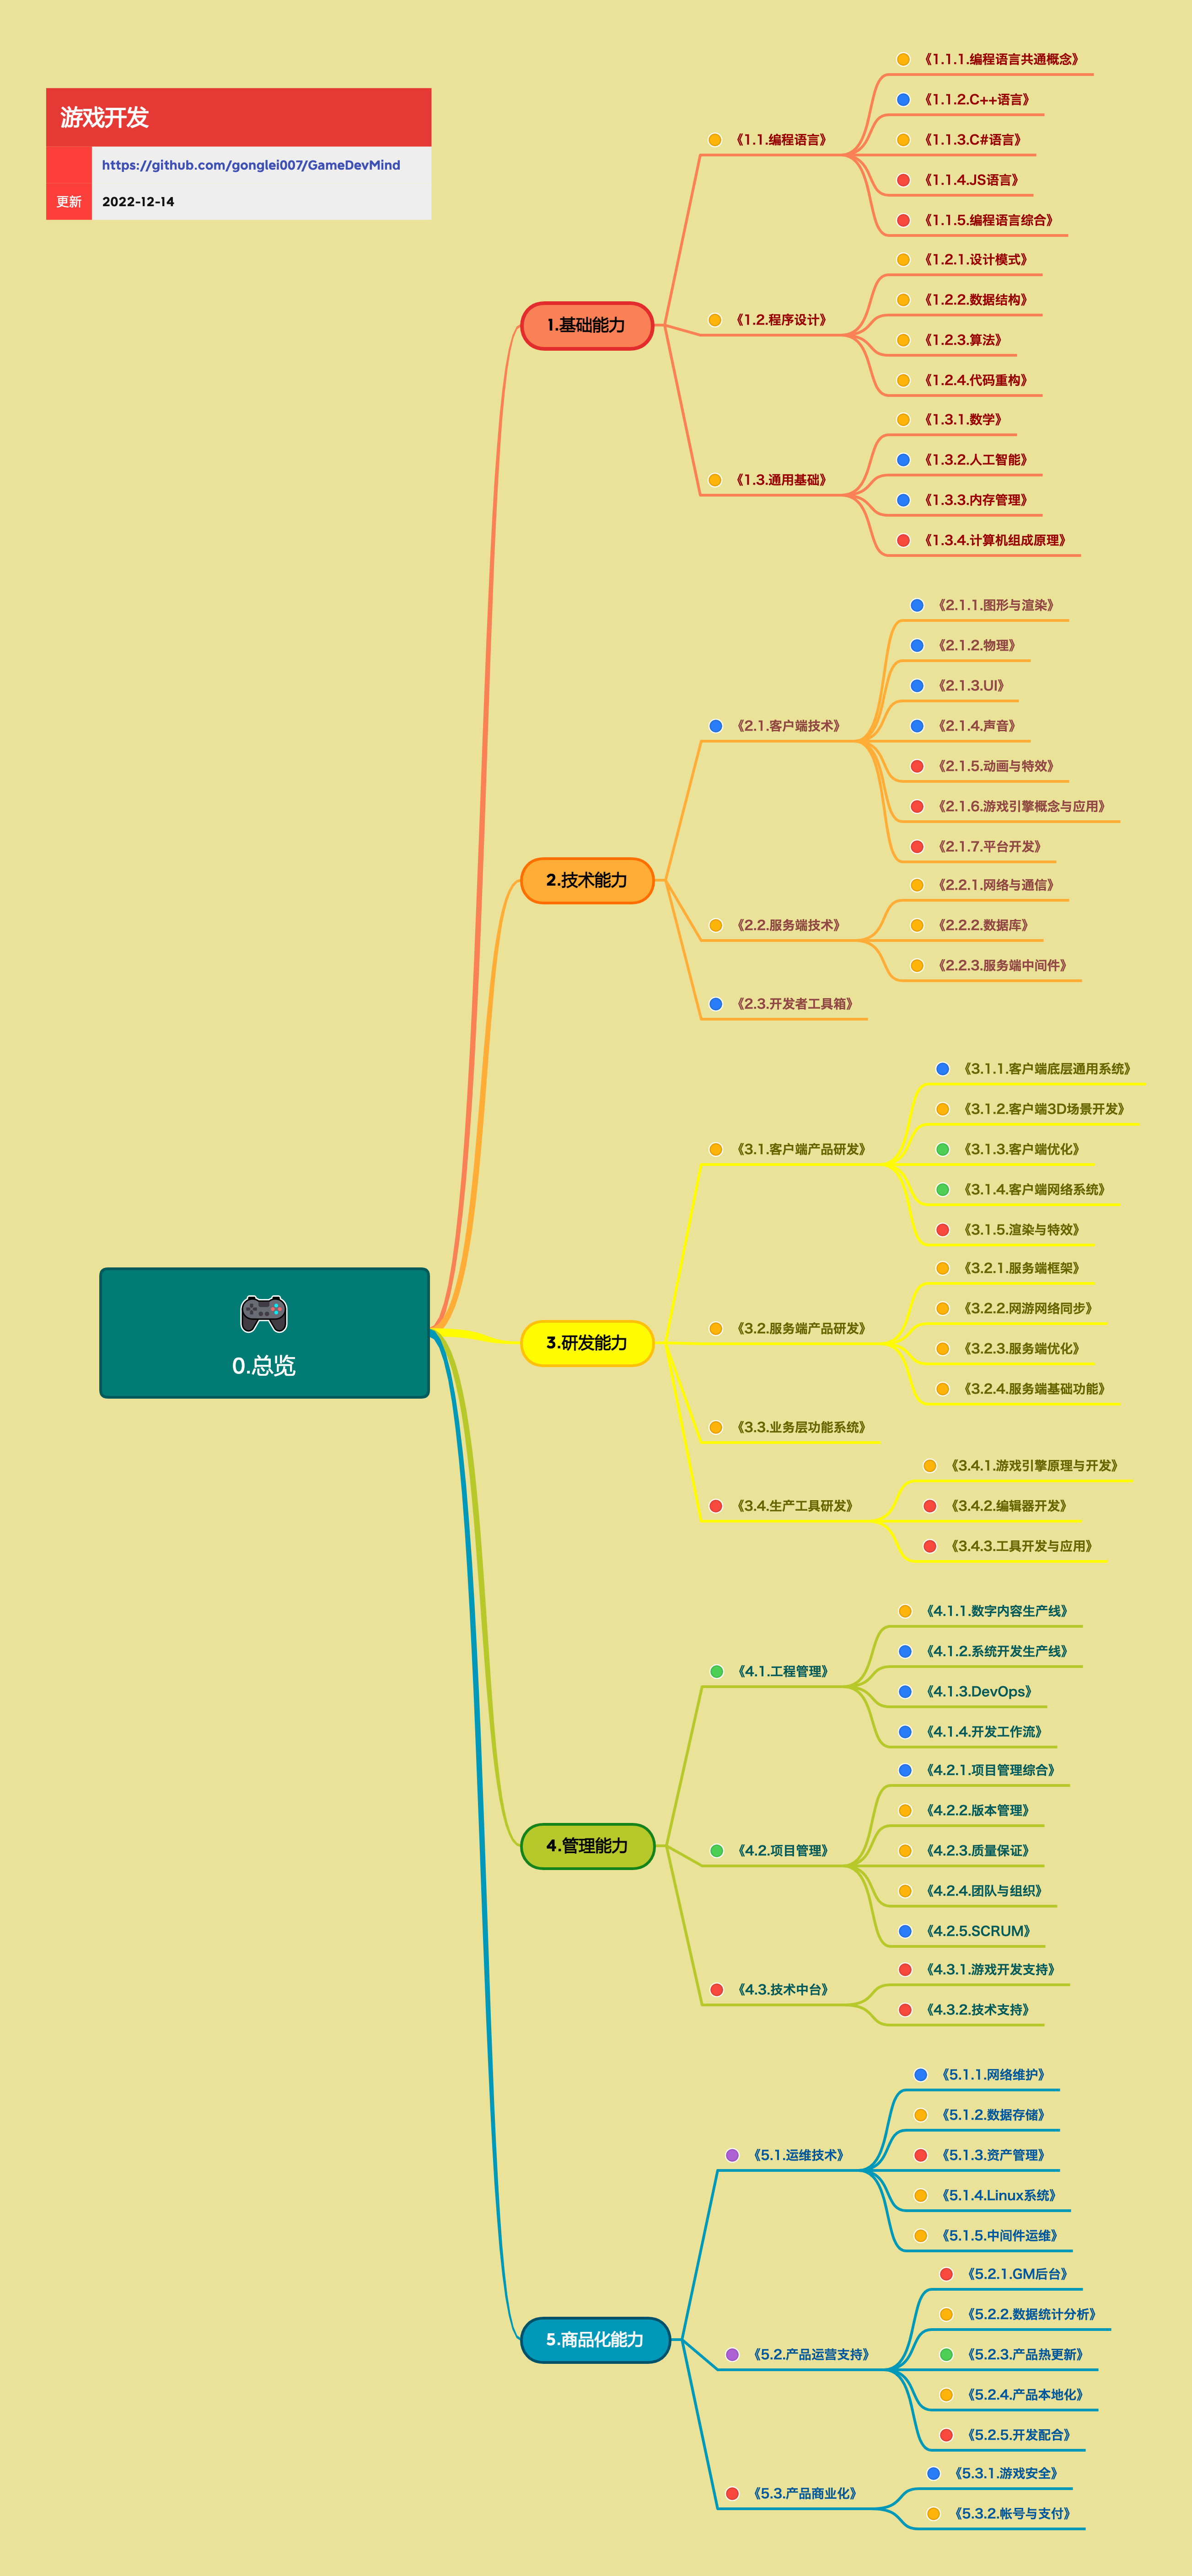 游戏开发
https://github.com/gonglei007/GameDevMind
更新 2022-12-14
0.总览
1.基础能力
《1.1.编程语言》
《1.1.1.编程语言共通概念》
《1.1.2.C++语言》
《1.1.3.C#语言》
《1.1.4.JS语言》
《1.1.5.编程语言综合》
《1.2.程序设计》
《1.2.1.设计模式》
《1.2.2.数据结构》
《1.2.3.算法》
《1.2.4.代码重构》
《1.3.通用基础》
《1.3.1.数学》
《1.3.2.人工智能》
《1.3.3.内存管理》
《1.3.4.计算机组成原理》
2.技术能力
《2.1.客户端技术》
《2.1.1.图形与渲染》
《2.1.2.物理》
《2.1.3.UI》
《2.1.4.声音》
《2.1.5.动画与特效》
《2.1.6.游戏引擎概念与应用》
《2.1.7.平台开发》
《2.2.服务端技术》
《2.2.1.网络与通信》
《2.2.2.数据库》
《2.2.3.服务端中间件》
《2.3.开发者工具箱》
3.研发能力
《3.1.客户端产品研发》
《3.1.1.客户端底层通用系统》
《3.1.2.客户端3D场景开发》
《3.1.3.客户端优化》
《3.1.4.客户端网络系统》
《3.1.5.渲染与特效》
《3.2.服务端产品研发》
《3.2.1.服务端框架》
《3.2.2.网游网络同步》
《3.2.3.服务端优化》
《3.2.4.服务端基础功能》
《3.3.业务层功能系统》
《3.4.生产工具研发》
《3.4.1.游戏引擎原理与开发》
《3.4.2.编辑器开发》
《3.4.3.工具开发与应用》
4.管理能力
《4.1.工程管理》
《4.1.1.数字内容生产线》
《4.1.2.系统开发生产线》
《4.1.3.DevOps》
《4.1.4.开发工作流》
《4.2.项目管理》
《4.2.1.项目管理综合》
《4.2.2.版本管理》
《4.2.3.质量保证》
《4.2.4.团队与组织》
《4.2.5.SCRUM》
《4.3.技术中台》
《4.3.1.游戏开发支持》
《4.3.2.技术支持》
5.商品化能力
《5.1.运维技术》
《5.1.1.网络维护》
《5.1.2.数据存储》
《5.1.3.资产管理》
《5.1.4.Linux系统》
《5.1.5.中间件运维》
《5.2.产品运营支持》
《5.2.1.GM后台》
《5.2.2.数据统计分析》
《5.2.3.产品热更新》
《5.2.4.产品本地化》
《5.2.5.开发配合》
《5.3.产品商业化》
《5.3.1.游戏安全》
《5.3.2.帐号与支付》